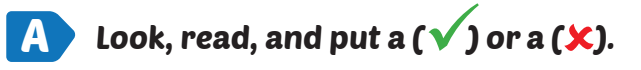 A Look, read, and put a (✓) or a (✗).